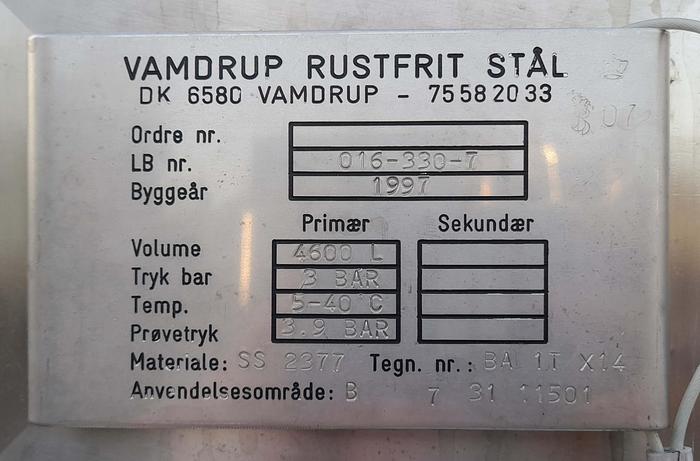 VAMDRUP RUSTFRIT STÅL
DK 6580 VAMDRUP - 75 58 20 33
Ordre nr.
LB nr. 016-330-7
Byggeår 1997
Primær Sekundær
Volume 4600 L
Tryk bar 3 BAR
Temp. 5-40°C
Prøvetryk 3.9 BAR
Materiale: SS 2377 Tegn. nr.: BA 1T X14
Anvendelsesområde: B 7 31 11501